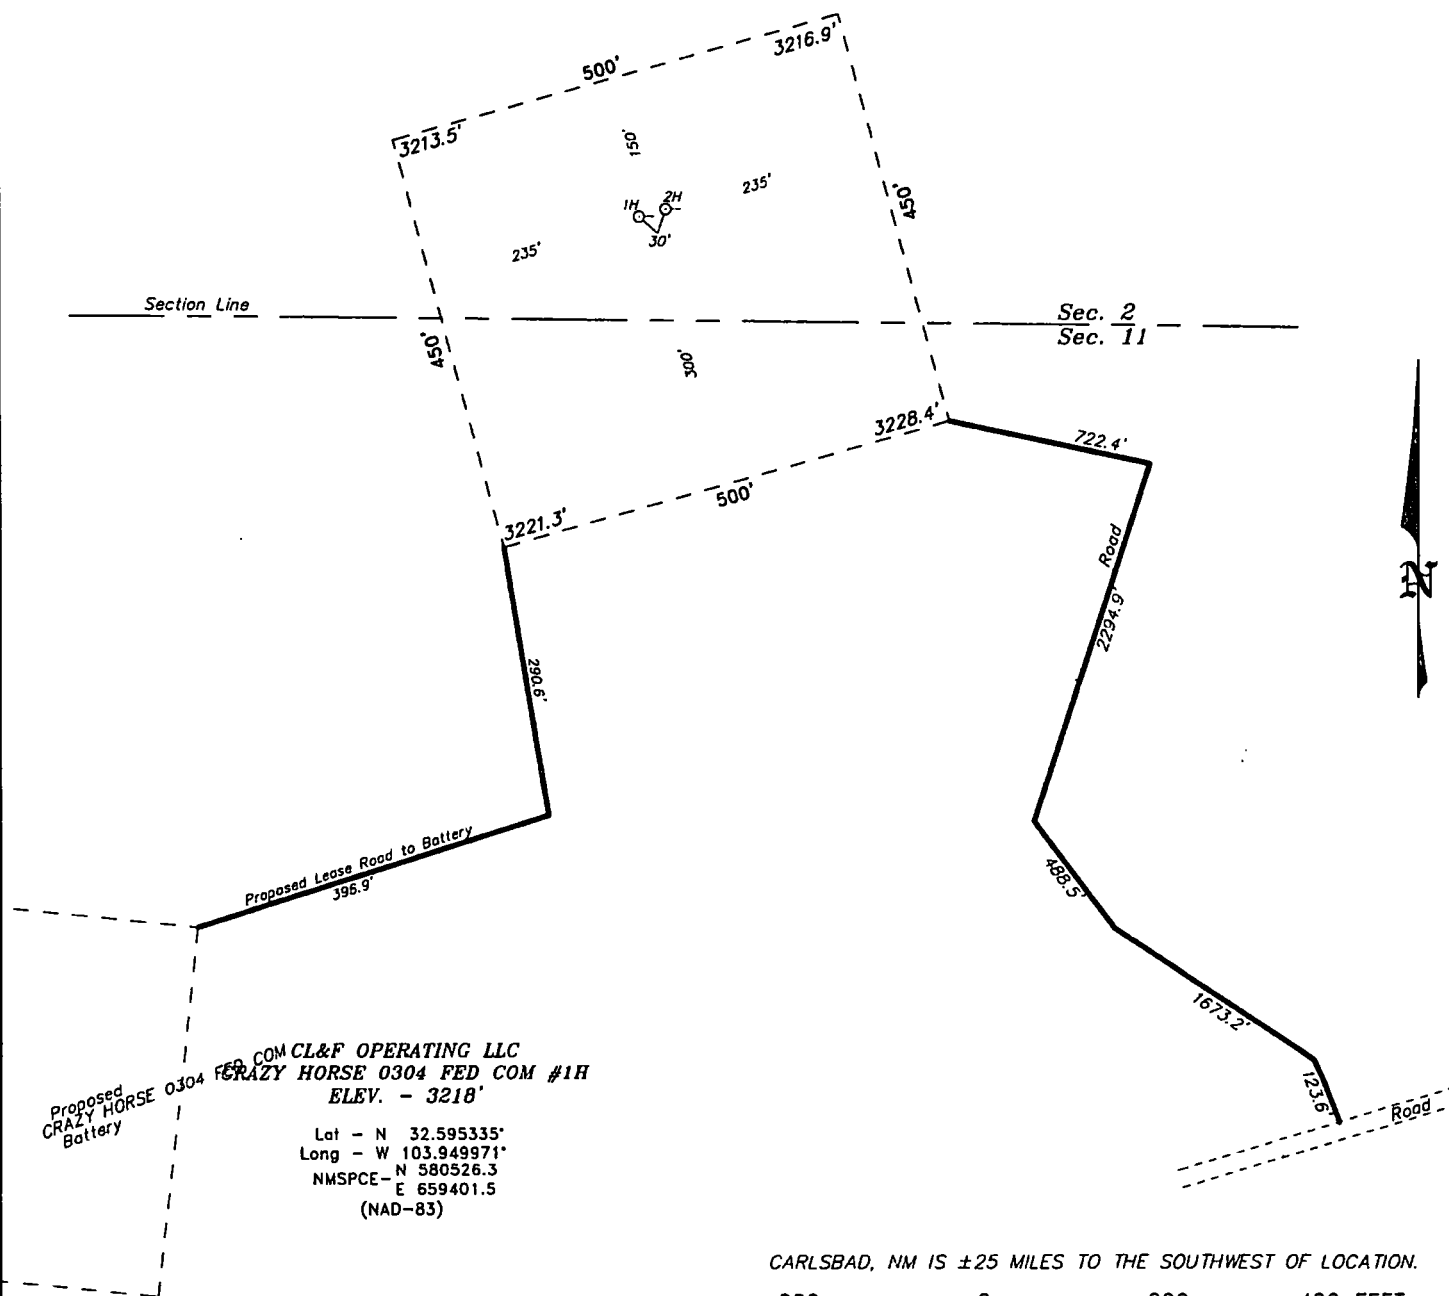 3216.9'
500'
3213.5'
150'
235'
1H
2H
30'
235'
450'
Section Line
Sec. 2
Sec. 11
450'
300'
3228.4'
722.4'
500'
3221.3'
Road
2294.9'
N
290.6'
Proposed Lease Road to Battery
396.9'
488.5'
1673.2'
123.6'
Road
Proposed
CRAZY HORSE 0304 FED COM
Battery
CL&F OPERATING LLC
CRAZY HORSE 0304 FED COM #1H
ELEV. - 3218'
Lat - N 32.595335°
Long - W 103.949971°
NMSPCE- N 580526.3
E 659401.5
(NAD-83)
CARLSBAD, NM IS ±25 MILES TO THE SOUTHWEST OF LOCATION.